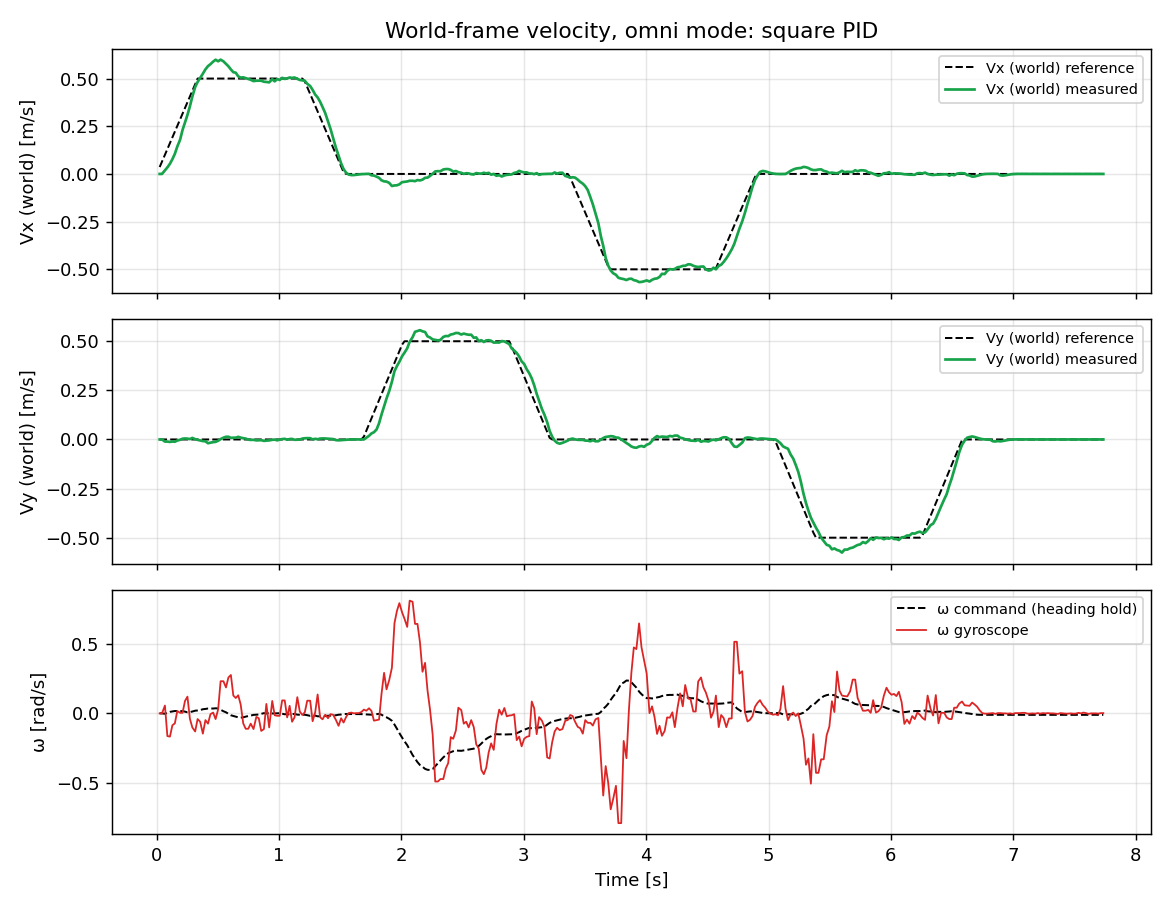 World-frame velocity, omni mode: square PID
Vx (world) [m/s]
0.50
0.25
0.00
−0.25
−0.50
Vx (world) reference
Vx (world) measured
Vy (world) [m/s]
0.50
0.25
0.00
−0.25
−0.50
Vy (world) reference
Vy (world) measured
ω [rad/s]
0.5
0.0
−0.5
ω command (heading hold)
ω gyroscope
0 1 2 3 4 5 6 7 8
Time [s]